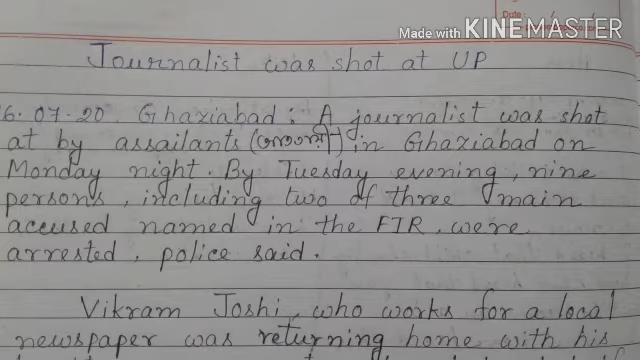 Date :
Made with KINEMASTER
Journalist was shot at UP
6.07.20. Ghaziabad : A journalist was shot
at by assailants ( ) in Ghaziabad on
Monday night. By Tuesday evening, nine
persons, including two of three main
accused named in the FIR, were
arrested, police said.
Vikram Joshi, who works for a local
newspaper was returning home with his